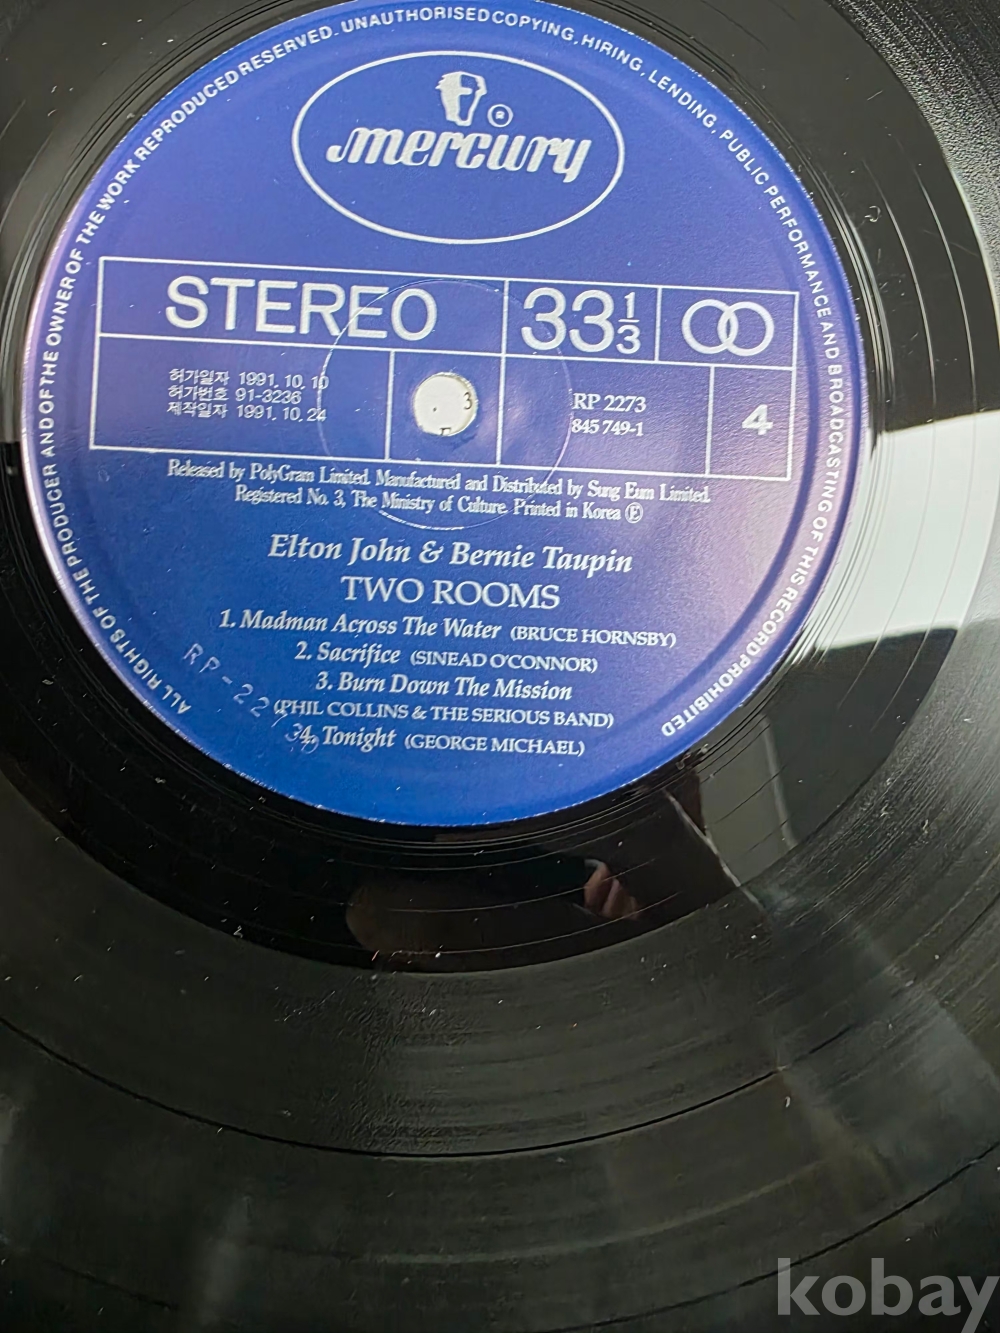 ALL RIGHTS OF THE PRODUCER AND OF THE OWNER OF THE WORK REPRODUCED RESERVED. UNAUTHORISED COPYING, HIRING, LENDING, PUBLIC PERFORMANCE AND BROADCASTING OF THIS RECORD PROHIBITED
mercury ®
STEREO 33 1/3
허가일자 1991. 10. 10
허가번호 91-3236
제작일자 1991. 10. 24
3
RP 2273
845 749-1
4
Released by PolyGram Limited. Manufactured and Distributed by Sung Eum Limited.
Registered No. 3, The Ministry of Culture. Printed in Korea Ⓔ
Elton John & Bernie Taupin
TWO ROOMS
1. Madman Across The Water (BRUCE HORNSBY)
2. Sacrifice (SINEAD O'CONNOR)
3. Burn Down The Mission
(PHIL COLLINS & THE SERIOUS BAND)
4. Tonight (GEORGE MICHAEL)
kobay